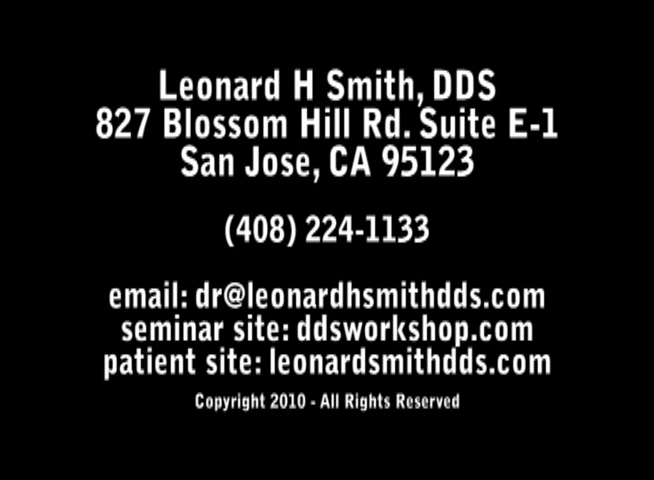 Leonard H Smith, DDS
827 Blossom Hill Rd. Suite E-1
San Jose, CA 95123
(408) 224-1133
email: dr@leonardhsmithdds.com
seminar site: ddsworkshop.com
patient site: leonardsmithdds.com
Copyright 2010 - All Rights Reserved